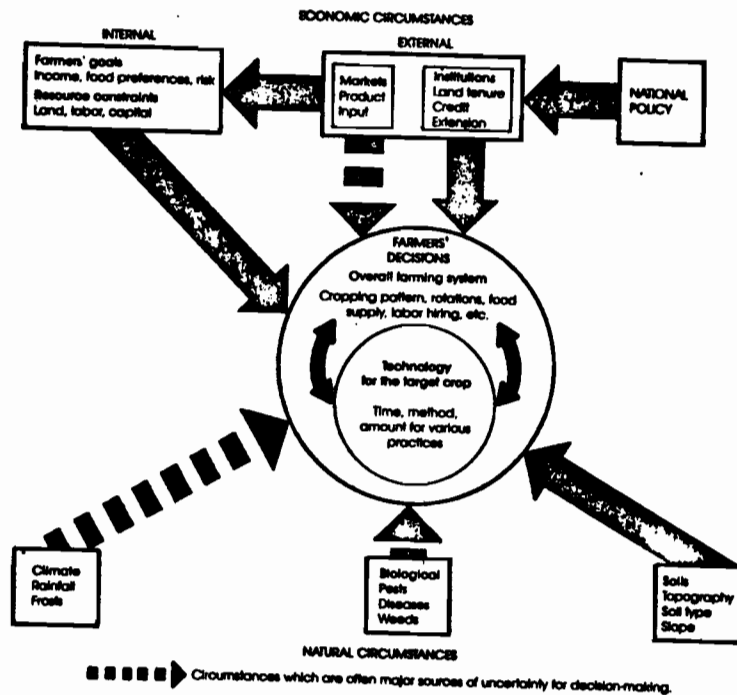 ECONOMIC CIRCUMSTANCES
INTERNAL
Farmers' goals
Income, food preferences, risk
Resource constraints
Land, labor, capital
EXTERNAL
Markets
Product
Input
Institutions
Land tenure
Credit
Extension
NATIONAL
POLICY
FARMERS'
DECISIONS
Overall farming system
Cropping pattern, rotations, food
supply, labor hiring, etc.
Technology
for the target crop
Time, method,
amount for various
practices
Climate
Rainfall
Frosts
Biological
Pests
Diseases
Weeds
Soils
Topography
Soil type
Slope
NATURAL CIRCUMSTANCES
Circumstances which are often major sources of uncertainty for decision-making.